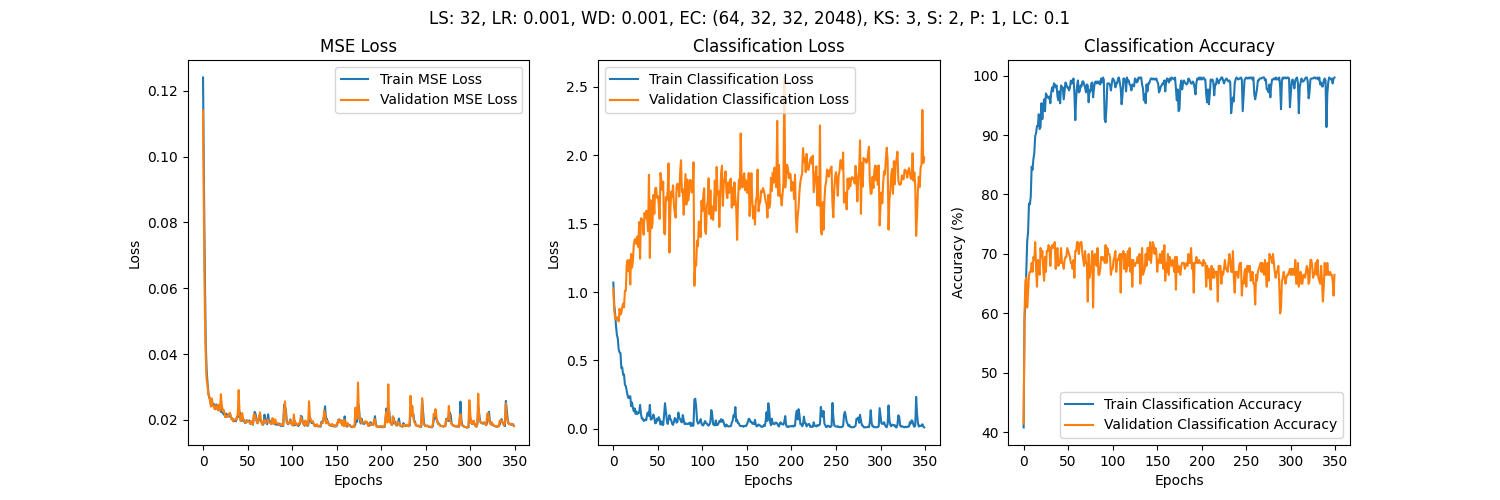 LS: 32, LR: 0.001, WD: 0.001, EC: (64, 32, 32, 2048), KS: 3, S: 2, P: 1, LC: 0.1
MSE Loss
Train MSE Loss
Validation MSE Loss
0.12
0.10
0.08
0.06
0.04
0.02
Loss
0 50 100 150 200 250 300 350
Epochs
Classification Loss
Train Classification Loss
Validation Classification Loss
2.5
2.0
1.5
1.0
0.5
0.0
Loss
0 50 100 150 200 250 300 350
Epochs
Classification Accuracy
100
90
80
70
60
50
40
Accuracy (%)
Train Classification Accuracy
Validation Classification Accuracy
0 50 100 150 200 250 300 350
Epochs